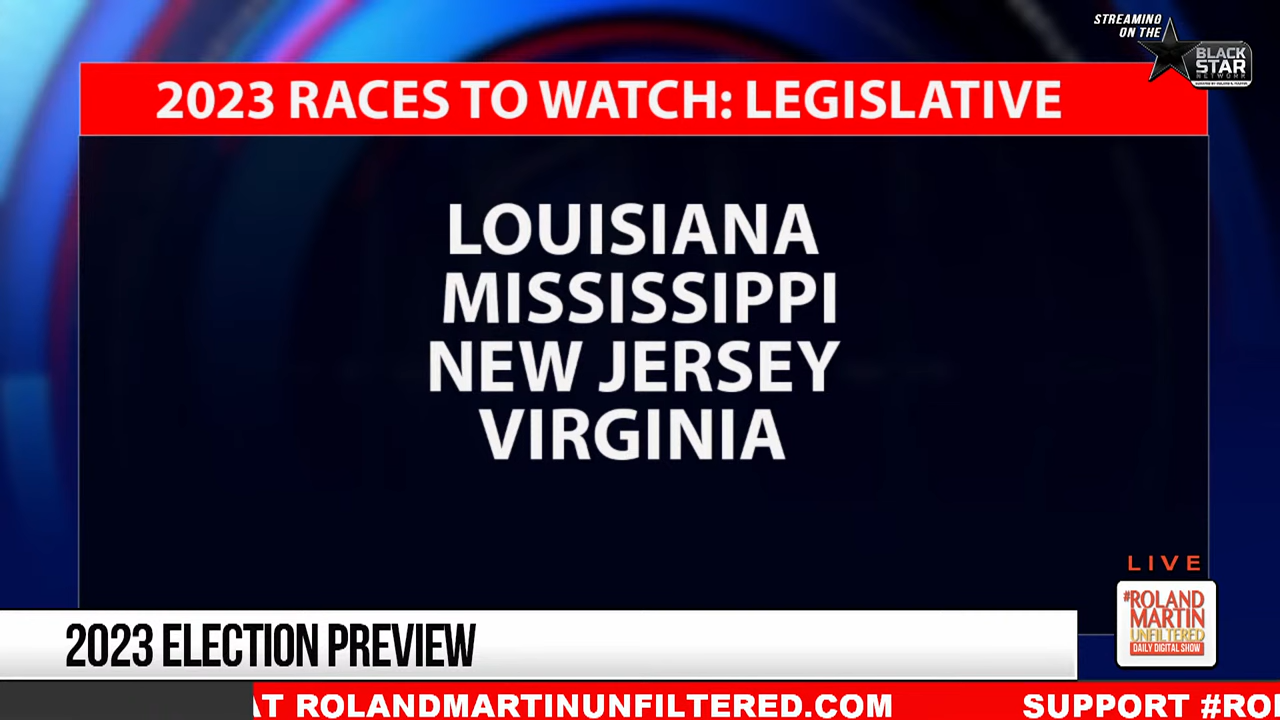 STREAMING
ON THE
BLACK
STAR
NETWORK
2023 RACES TO WATCH: LEGISLATIVE
LOUISIANA
MISSISSIPPI
NEW JERSEY
VIRGINIA
LIVE
#ROLAND
MARTIN
UNFILTERED
DAILY DIGITAL SHOW
2023 ELECTION PREVIEW
AT ROLANDMARTINUNFILTERED.COM SUPPORT #ROL